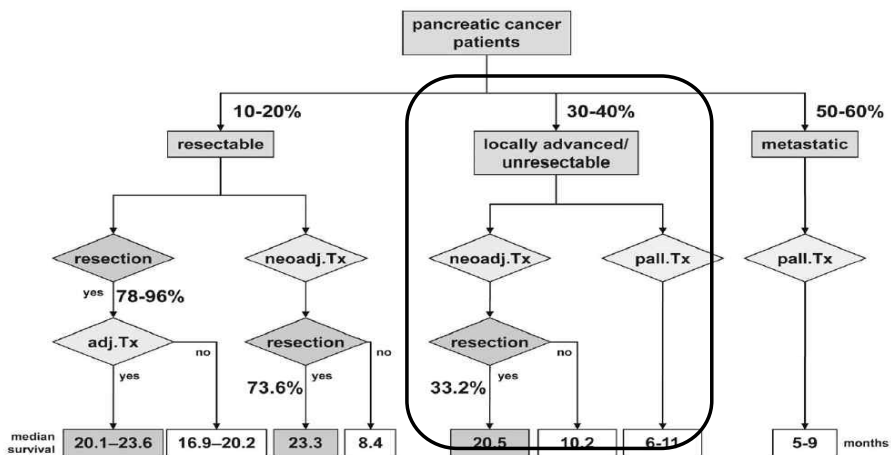 pancreatic cancer
patients
10-20%
30-40%
50-60%
resectable
locally advanced/
unresectable
metastatic
resection
neoadj.Tx
neoadj.Tx
pall.Tx
pall.Tx
yes
78-96%
adj.Tx
no
resection
no
resection
no
yes
73.6%
yes
33.2%
yes
median
survival
20.1–23.6
16.9–20.2
23.3
8.4
20.5
10.2
6-11
5-9
months